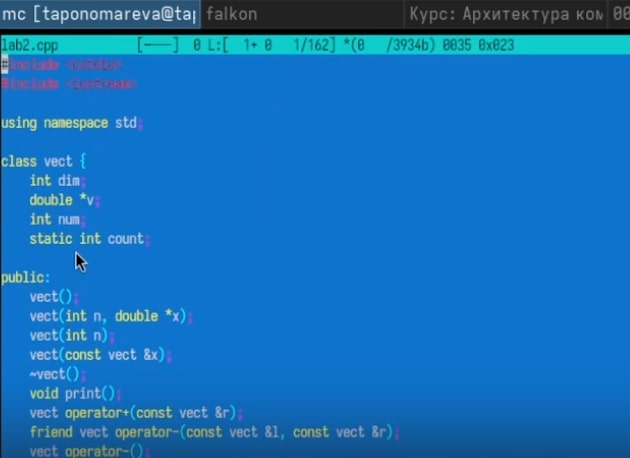 mc [taponomareva@ta falkon Курс: Архитектура ком 00
lab2.cpp [----] 0 L:[ 1+ 0 1/162] *(0 /3934b) 0035 0x023
#include <cstdio>
#include <iostream>
using namespace std;
class vect {
int dim;
double *v;
int num;
static int count;
public:
vect();
vect(int n, double *x);
vect(int n);
vect(const vect &x);
~vect();
void print();
vect operator+(const vect &r);
friend vect operator-(const vect &l, const vect &r);
vect operator-();